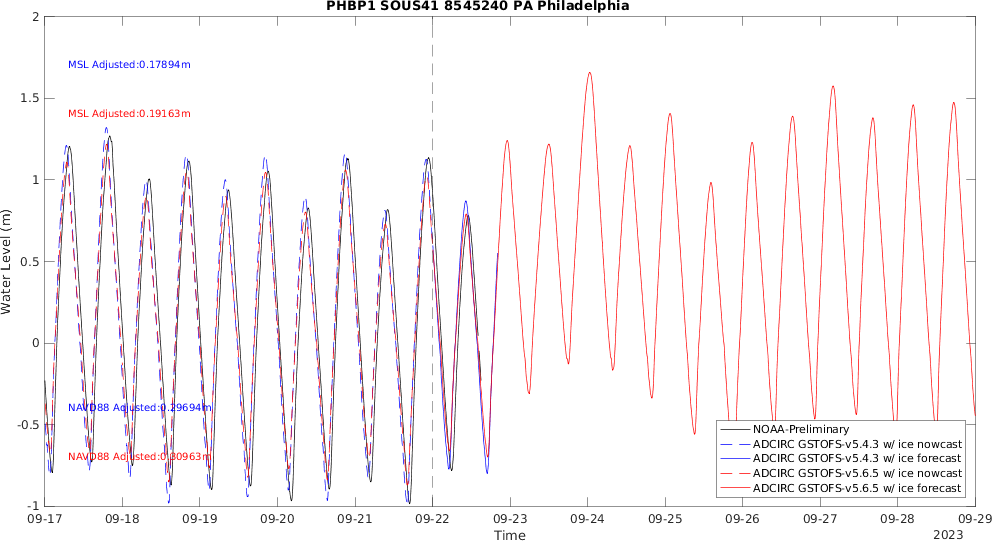 PHBP1 SOUS41 8545240 PA Philadelphia
2
1.5
1
0.5
0
-0.5
-1
Water Level (m)
MSL Adjusted:0.17894m
MSL Adjusted:0.19163m
NAVD88 Adjusted:0.29694m
NAVD88 Adjusted:0.30963m
NOAA-Preliminary
ADCIRC GSTOFS-v5.4.3 w/ ice nowcast
ADCIRC GSTOFS-v5.4.3 w/ ice forecast
ADCIRC GSTOFS-v5.6.5 w/ ice nowcast
ADCIRC GSTOFS-v5.6.5 w/ ice forecast
09-17 09-18 09-19 09-20 09-21 09-22 09-23 09-24 09-25 09-26 09-27 09-28 09-29
Time
2023